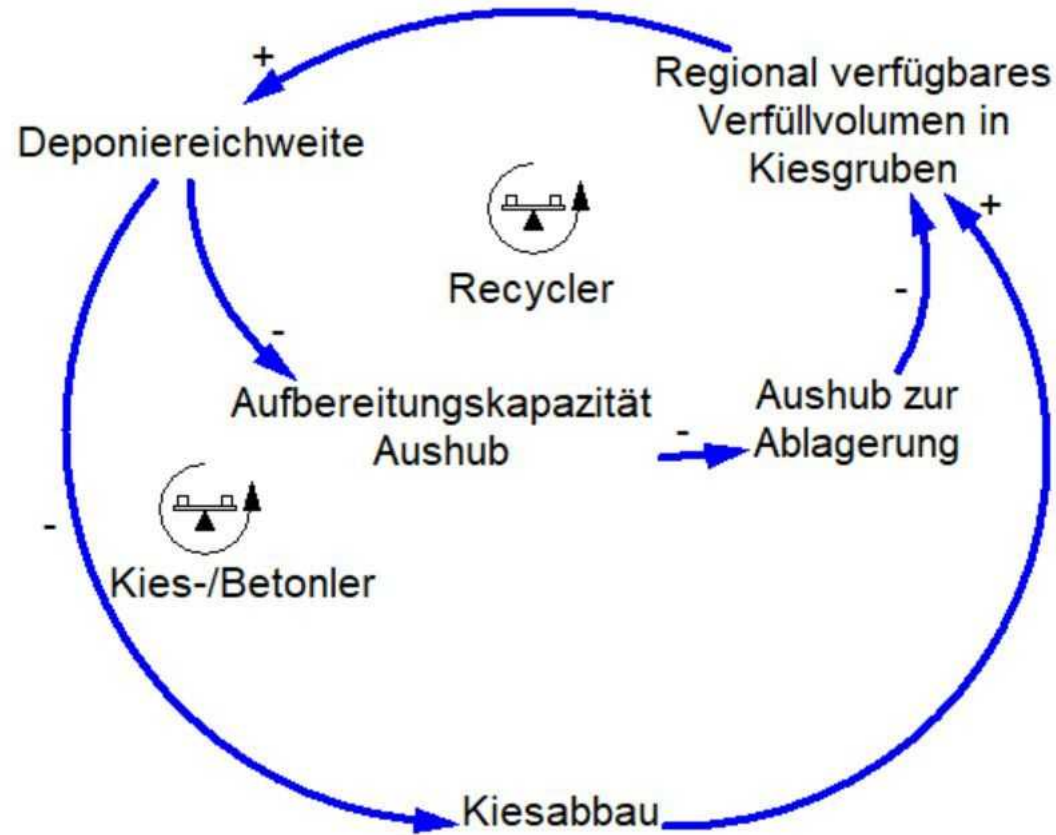 +
Regional verfügbares
Verfüllvolumen in
Kiesgruben
Deponiereichweite
+
Recycler
-
-
Aufbereitungskapazität
Aushub
-
Aushub zur
Ablagerung
-
Kies-/Betonler
Kiesabbau